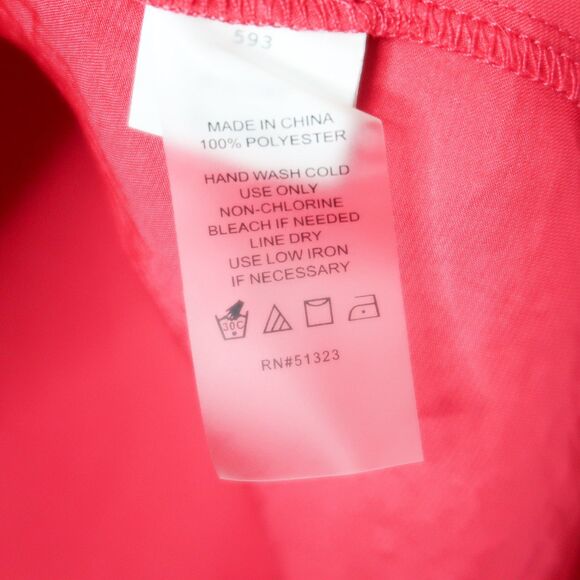 593
MADE IN CHINA
100% POLYESTER
HAND WASH COLD
USE ONLY
NON-CHLORINE
BLEACH IF NEEDED
LINE DRY
USE LOW IRON
IF NECESSARY
30C
RN#51323